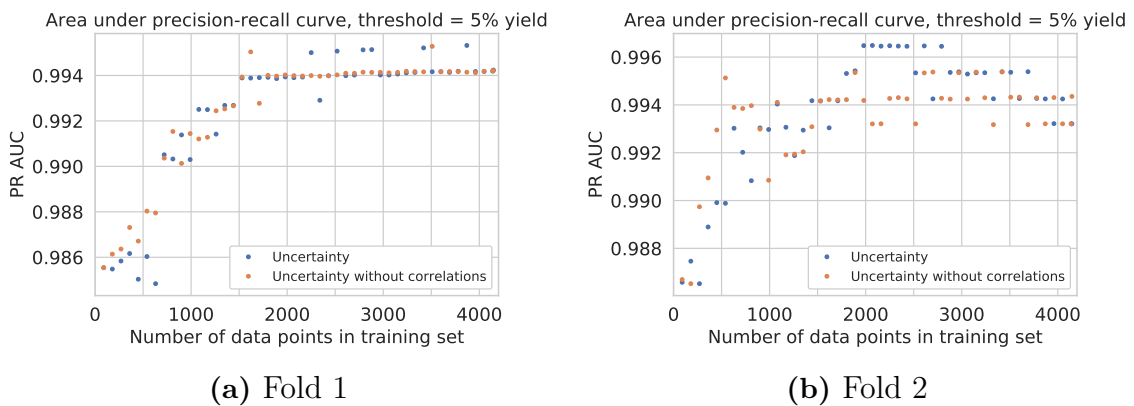 Area under precision-recall curve, threshold = 5% yield
PR AUC
0.994
0.992
0.990
0.988
0.986
Uncertainty
Uncertainty without correlations
0 1000 2000 3000 4000
Number of data points in training set
(a) Fold 1
Area under precision-recall curve, threshold = 5% yield
PR AUC
0.996
0.994
0.992
0.990
0.988
Uncertainty
Uncertainty without correlations
0 1000 2000 3000 4000
Number of data points in training set
(b) Fold 2